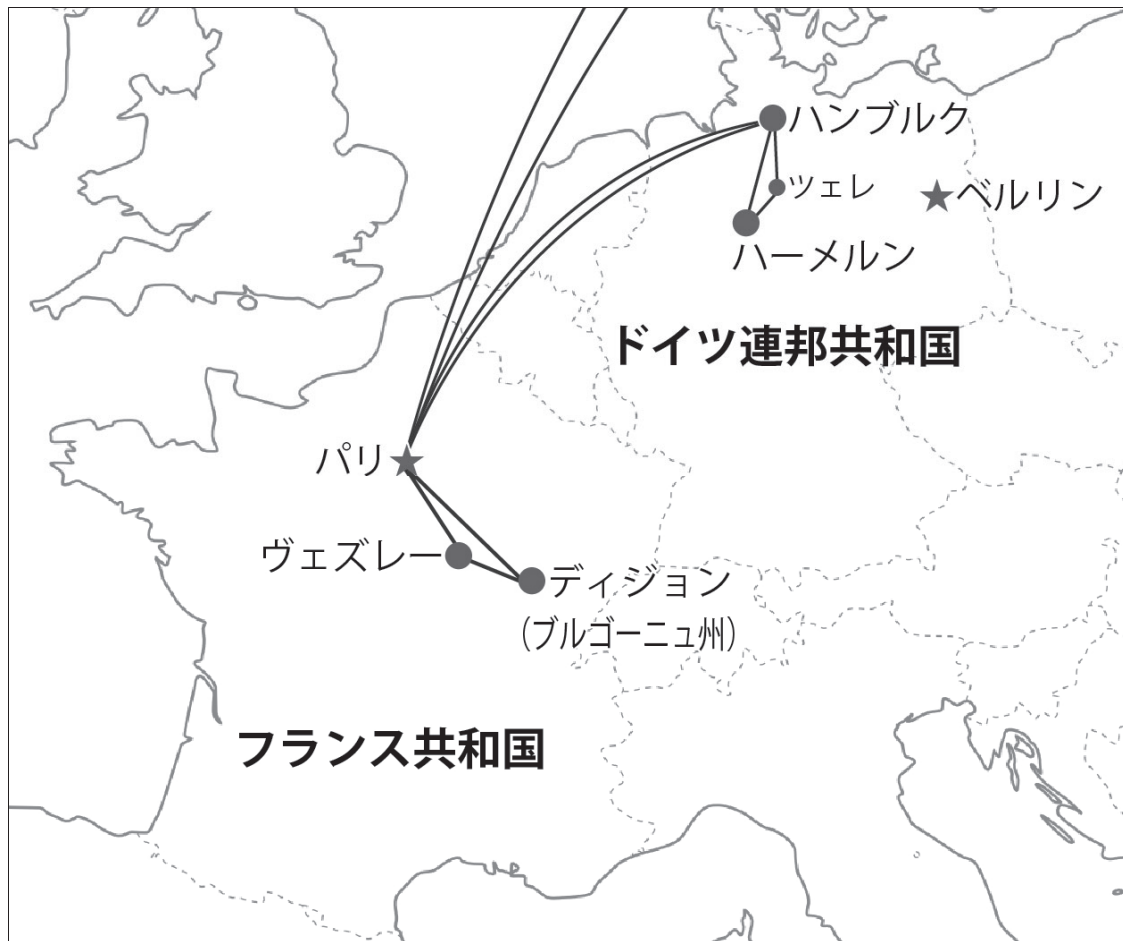 ハンブルク
ツェレ
★ベルリン
ハーメルン
ドイツ連邦共和国
パリ★
ヴェズレー
ディジョン
（ブルゴーニュ州）
フランス共和国